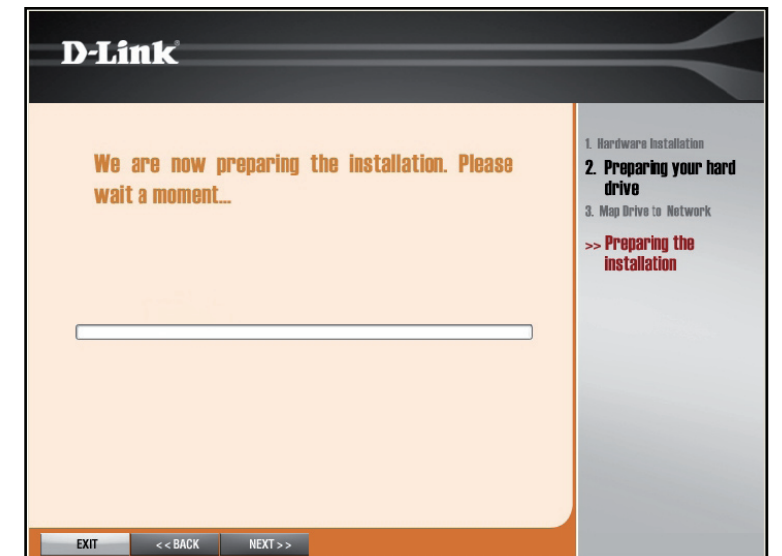 D-Link
We are now preparing the installation. Please
wait a moment...
1. Hardware Installation
2. Preparing your hard
drive
3. Map Drive to Network
>> Preparing the
installation
EXIT
<< BACK
NEXT >>